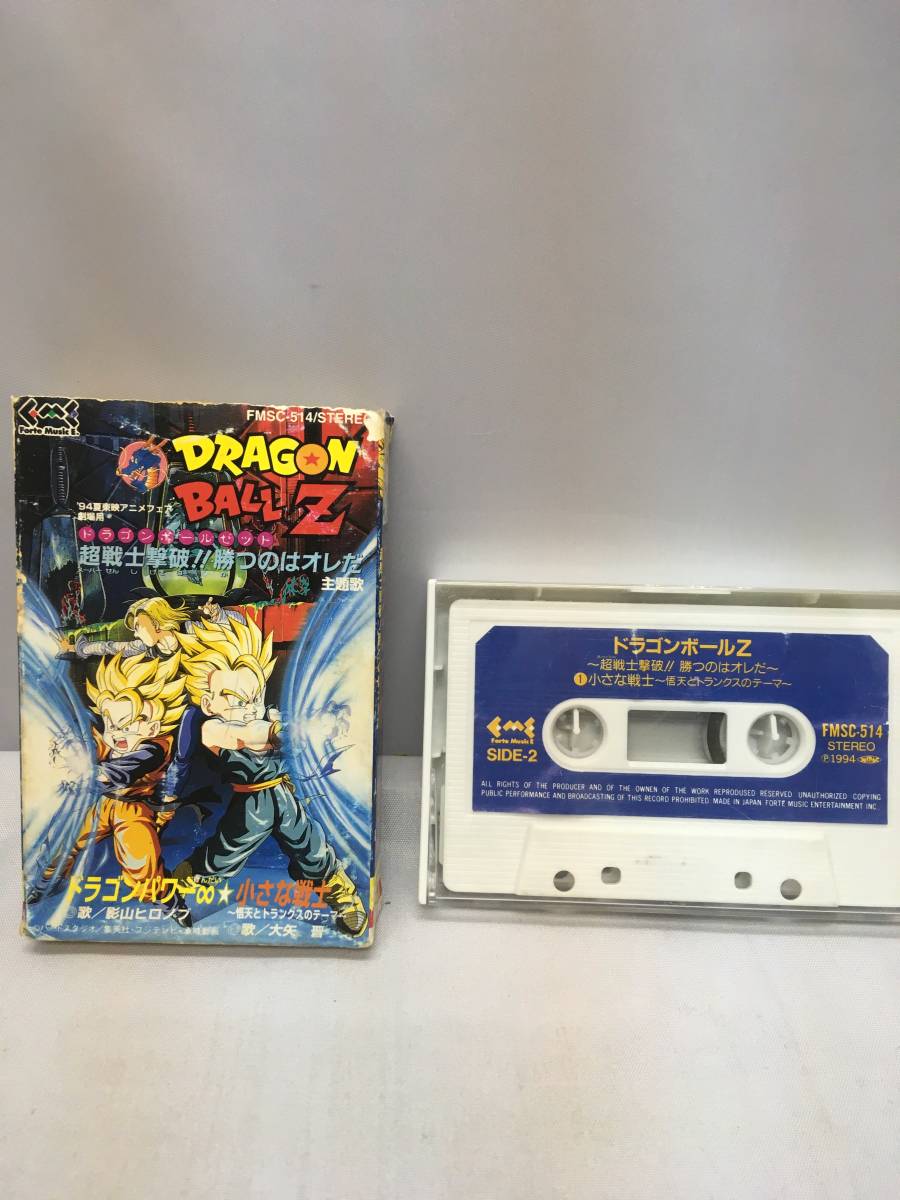 Forte Music E.
FMSC-514/STEREO
DRAGON
BALL Z
'94夏東映アニメフェア
劇場用
ドラゴンボールゼット
超戦士撃破!!勝つのはオレだ
主題歌
ドラゴンパワー∞★小さな戦士
~悟天とトランクスのテーマ~
歌/影山ヒロノブ
歌/大矢 晋
ドラゴンボールZ
~超戦士撃破!! 勝つのはオレだ~
①小さな戦士~悟天とトランクスのテーマ~
Forte Music E.
SIDE-2
FMSC-514
STEREO
Ⓟ1994
ALL RIGHTS OF THE PRODUCER AND OF THE OWNEN OF THE WORK REPRODUSED RESERVED UNAUTHORIZED COPYING
PUBLIC PERFORMANCE AND BROADCASTING OF THIS RECORD PROHIBITED. MADE IN JAPAN FORTE MUSIC ENTERTAINMENT INC.